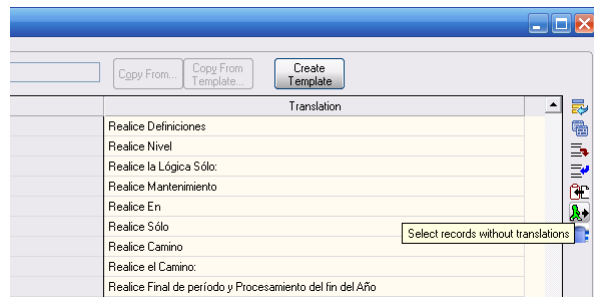 Copy From...
Copy From
Template...
Create
Template
Translation
Realice Definiciones
Realice Nivel
Realice la Lógica Sólo:
Realice Mantenimiento
Realice En
Realice Sólo
Select records without translations
Realice Camino
Realice el Camino:
Realice Final de período y Procesamiento del fin del Año